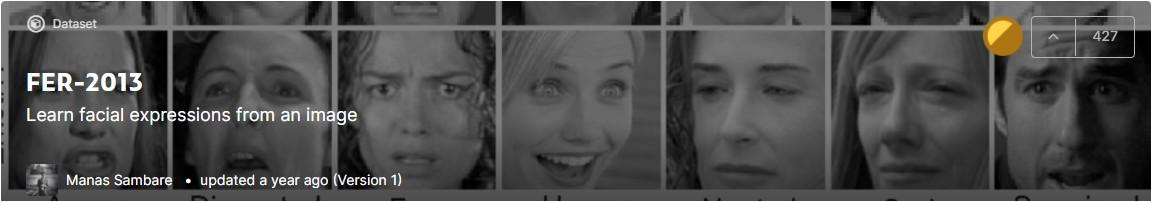 Dataset
427
FER-2013
Learn facial expressions from an image
Manas Sambare • updated a year ago (Version 1)